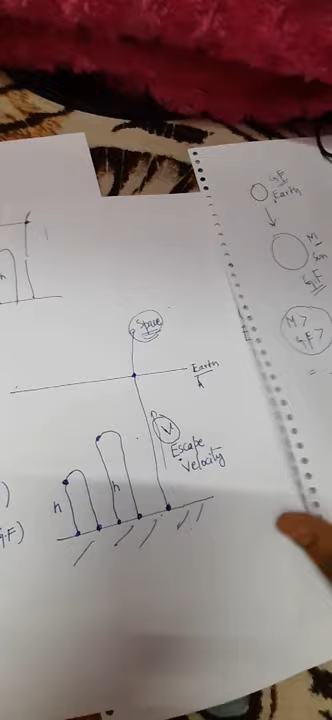 h
Space
Earth
V
Escape
Velocity
h
h
G.F)
G.F
Earth
M
Sun
G.F
M >
G.F >
=